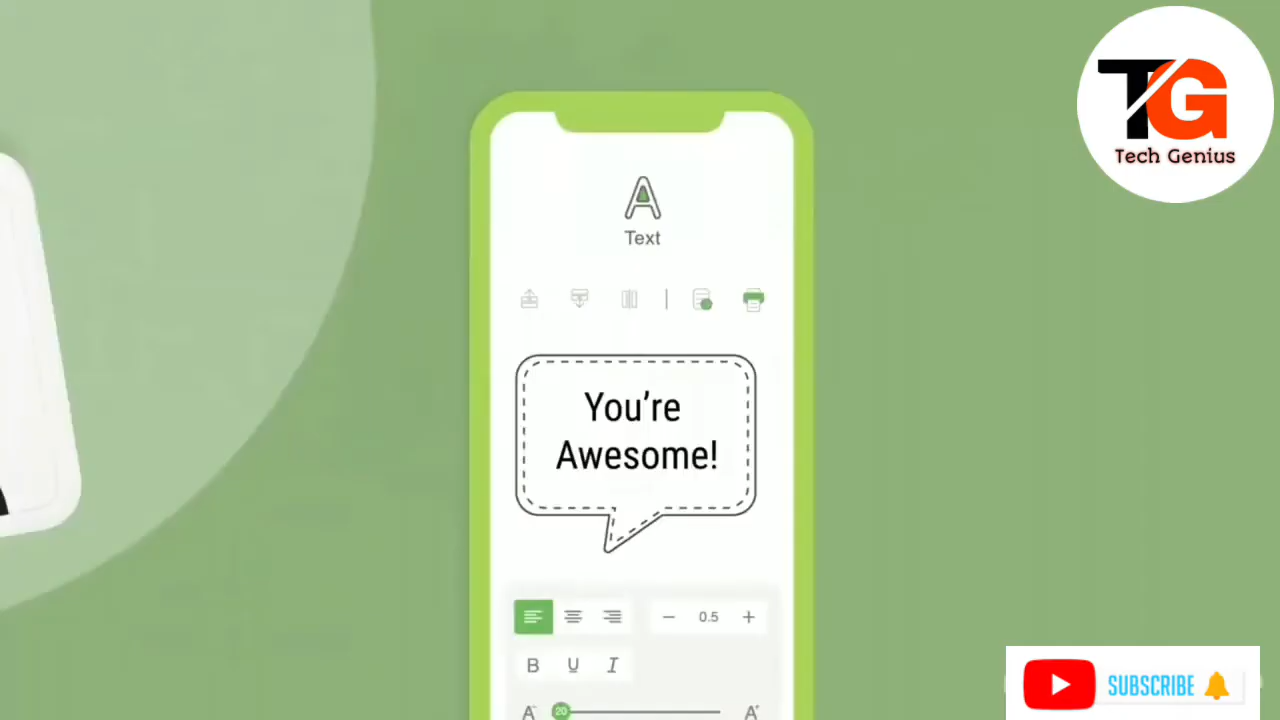 TG
Tech Genius
A
Text
You’re
Awesome!
0.5
B U I
A- 20 A+
SUBSCRIBE